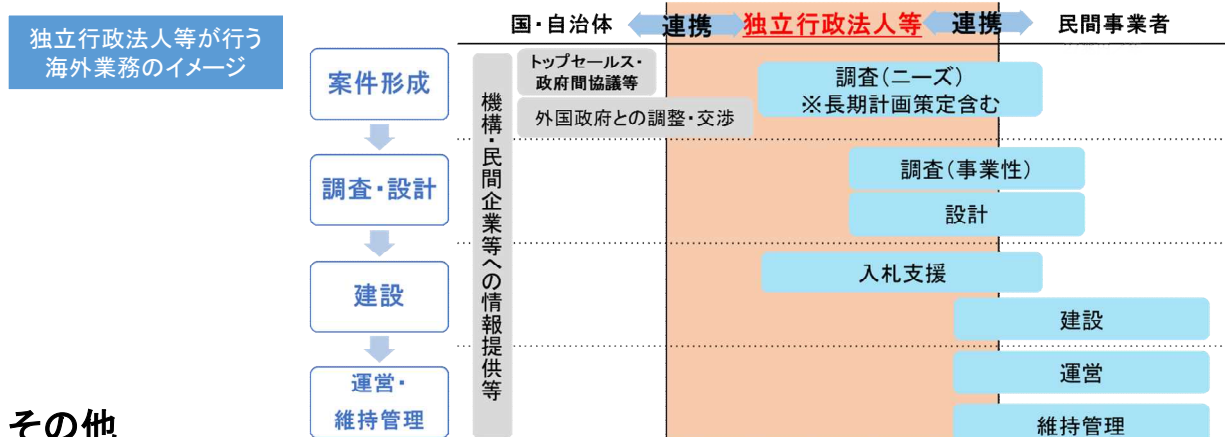 独立行政法人等が行う
海外業務のイメージ
国・自治体
連携
独立行政法人等
連携
民間事業者
案件形成
調査・設計
建設
運営・
維持管理
機構・民間企業等への情報提供等
トップセールス・
政府間協議等
外国政府との調整・交渉
調査(ニーズ)
※長期計画策定含む
調査(事業性)
設計
入札支援
建設
運営
維持管理
その他